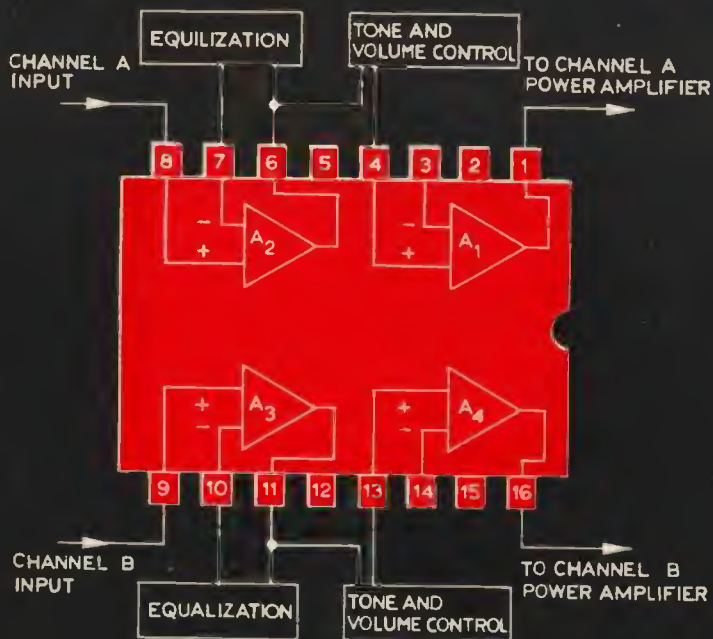 EQUILIZATION
TONE AND
VOLUME CONTROL
CHANNEL A
INPUT
TO CHANNEL A
POWER AMPLIFIER
8 7 6 5 4 3 2 1
- -
+ +
A2 A1
A3 A4
+ +
- -
9 10 11 12 13 14 15 16
CHANNEL B
INPUT
TO CHANNEL B
POWER AMPLIFIER
EQUALIZATION
TONE AND
VOLUME CONTROL